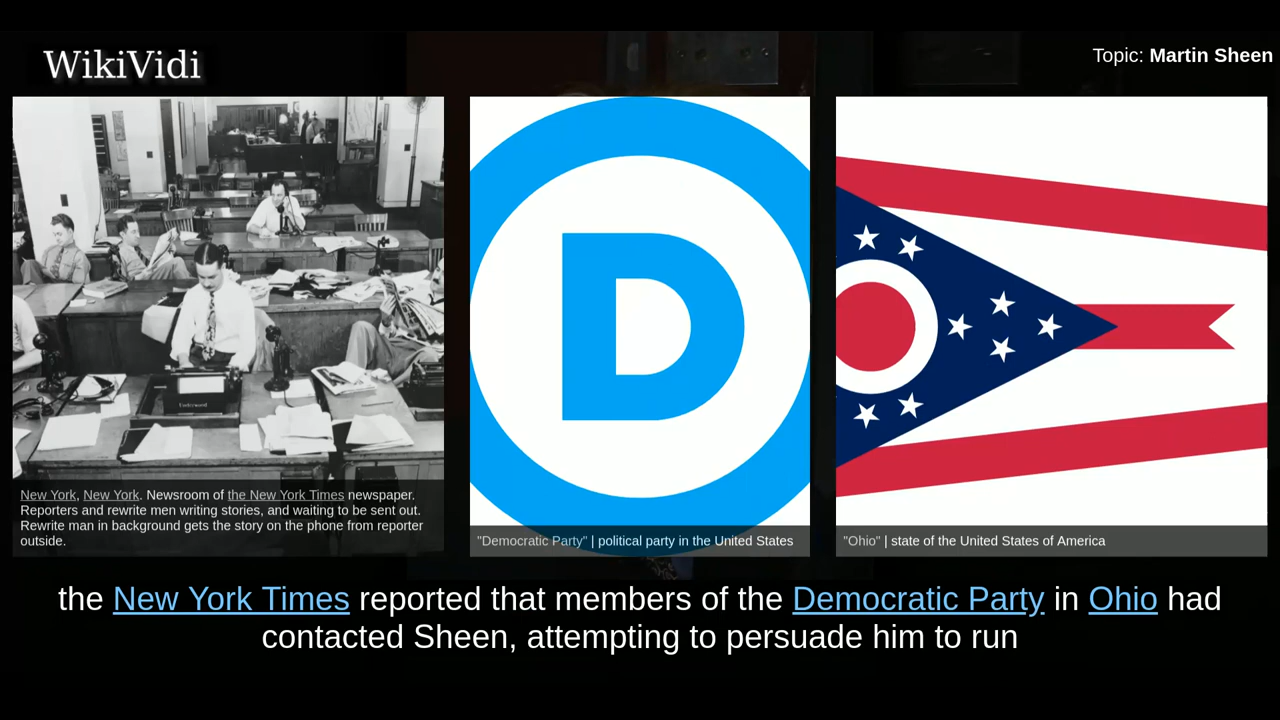 WikiVidi
Topic: Martin Sheen
Underwood
New York, New York. Newsroom of the New York Times newspaper.
Reporters and rewrite men writing stories, and waiting to be sent out.
Rewrite man in background gets the story on the phone from reporter
outside.
"Democratic Party" | political party in the United States
"Ohio" | state of the United States of America
the New York Times reported that members of the Democratic Party in Ohio had
contacted Sheen, attempting to persuade him to run